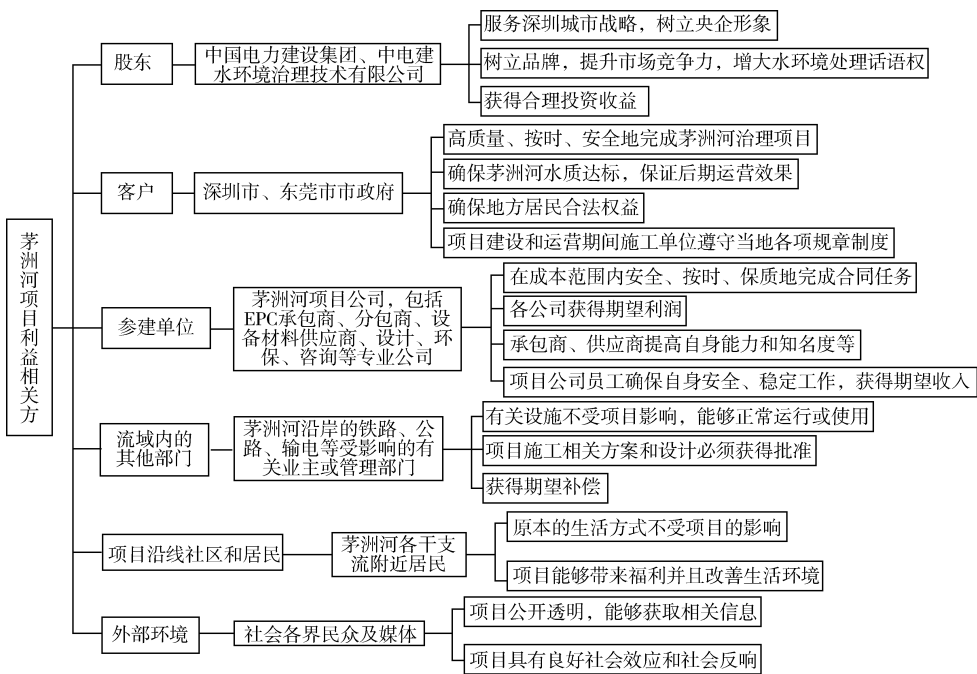 茅洲河项目利益相关方
股东
中国电力建设集团、中电建
水环境治理技术有限公司
服务深圳城市战略，树立央企形象
树立品牌，提升市场竞争力，增大水环境处理话语权
获得合理投资收益
客户
深圳市、东莞市市政府
高质量、按时、安全地完成茅洲河治理项目
确保茅洲河水质达标，保证后期运营效果
确保地方居民合法权益
项目建设和运营期间施工单位遵守当地各项规章制度
参建单位
茅洲河项目公司，包括
EPC承包商、分包商、设
备材料供应商、设计、环
保、咨询等专业公司
在成本范围内安全、按时、保质地完成合同任务
各公司获得期望利润
承包商、供应商提高自身能力和知名度等
项目公司员工确保自身安全、稳定工作，获得期望收入
流域内的
其他部门
茅洲河沿岸的铁路、公
路、输电等受影响的有
关业主或管理部门
有关设施不受项目影响，能够正常运行或使用
项目施工相关方案和设计必须获得批准
获得期望补偿
项目沿线社区和居民
茅洲河各干支
流附近居民
原本的生活方式不受项目的影响
项目能够带来福利并且改善生活环境
外部环境
社会各界民众及媒体
项目公开透明，能够获取相关信息
项目具有良好社会效应和社会反响